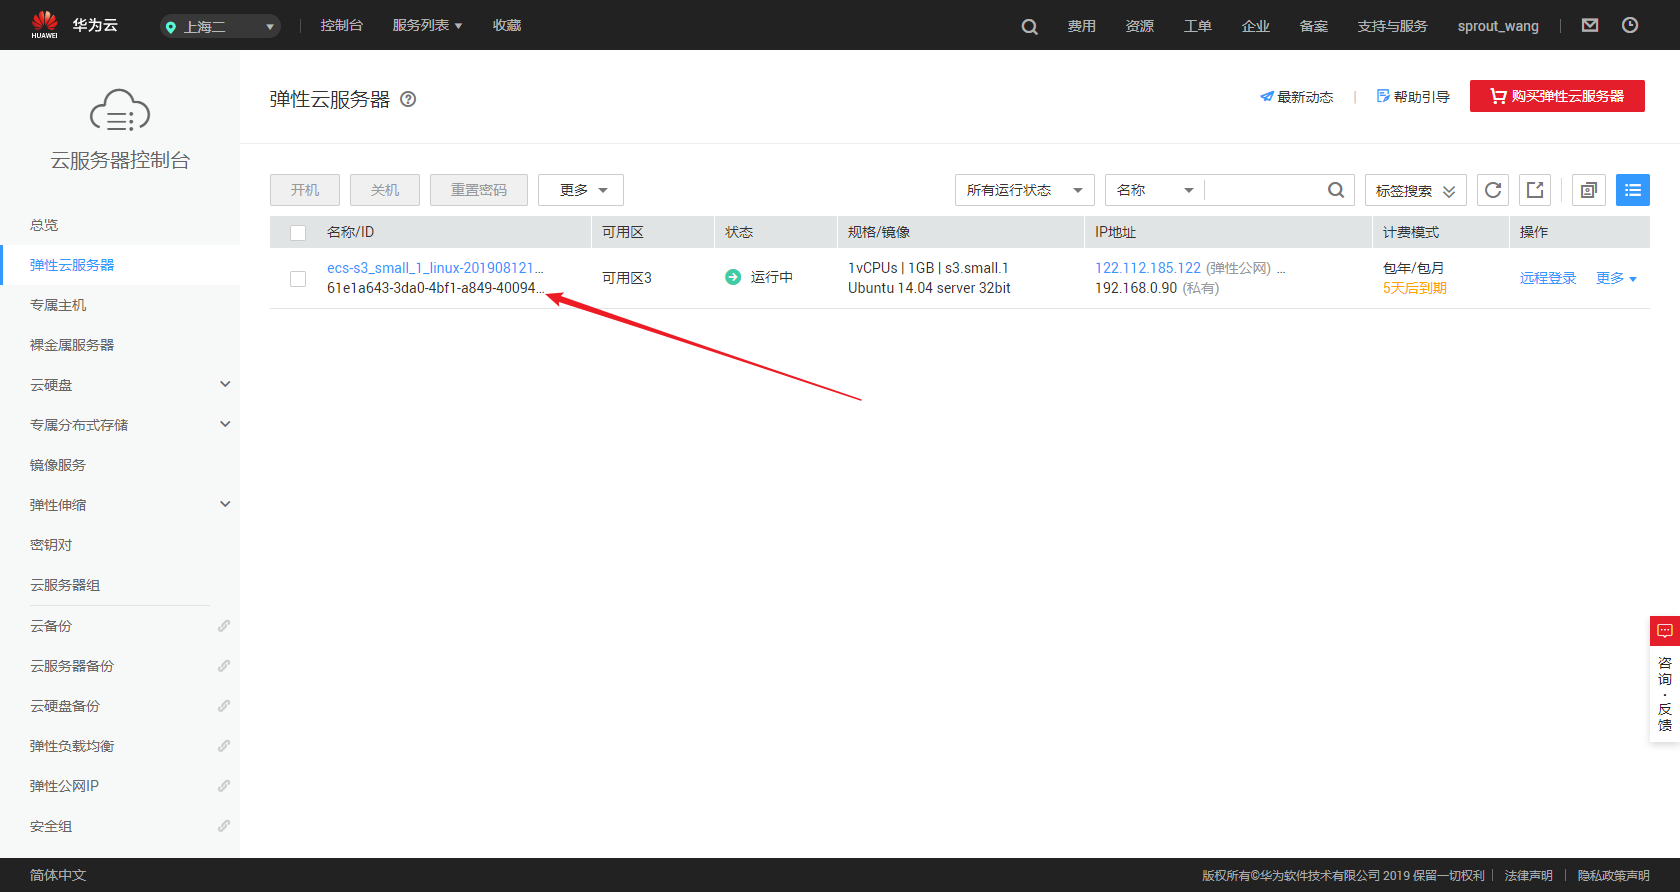 HUAWEI
华为云
上海二
控制台
服务列表
收藏
费用
资源
工单
企业
备案
支持与服务
sprout_wang
云服务器控制台
总览
弹性云服务器
专属主机
裸金属服务器
云硬盘
专属分布式存储
镜像服务
弹性伸缩
密钥对
云服务器组
云备份
云服务器备份
云硬盘备份
弹性负载均衡
弹性公网IP
安全组
弹性云服务器
最新动态
帮助引导
购买弹性云服务器
开机
关机
重置密码
更多
所有运行状态
名称
标签搜索
名称/ID
可用区
状态
规格/镜像
IP地址
计费模式
操作
ecs-s3_small_1_linux-201908121...
61e1a643-3da0-4bf1-a849-40094...
可用区3
运行中
1vCPUs | 1GB | s3.small.1
Ubuntu 14.04 server 32bit
122.112.185.122 (弹性公网) ...
192.168.0.90 (私有)
包年/包月
5天后到期
远程登录
更多
咨询·反馈
简体中文
版权所有©华为软件技术有限公司 2019 保留一切权利
法律声明
隐私政策声明